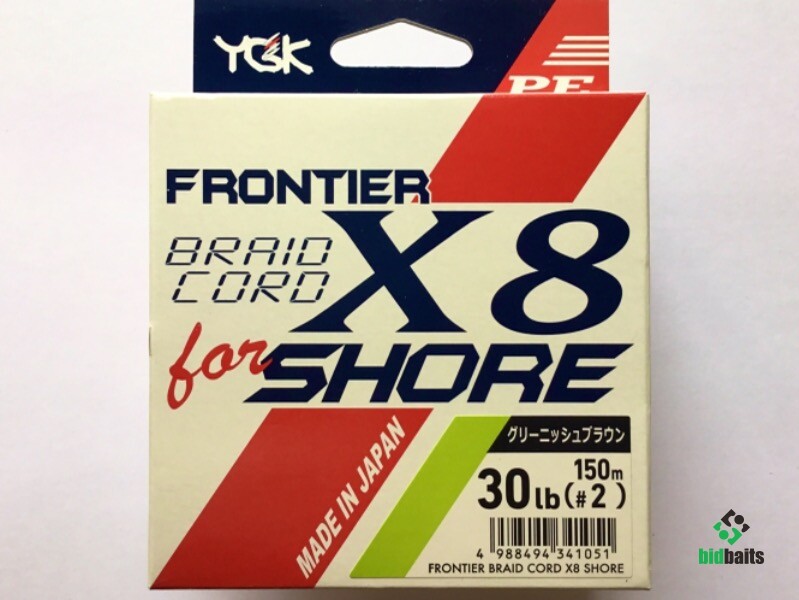 YGK
PE
FRONTIER
BRAID
CORD
X8
for SHORE
MADE IN JAPAN
グリーニッシュブラウン
150m
30lb(#2)
4 988494 341051
FRONTIER BRAID CORD X8 SHORE
bidbaits